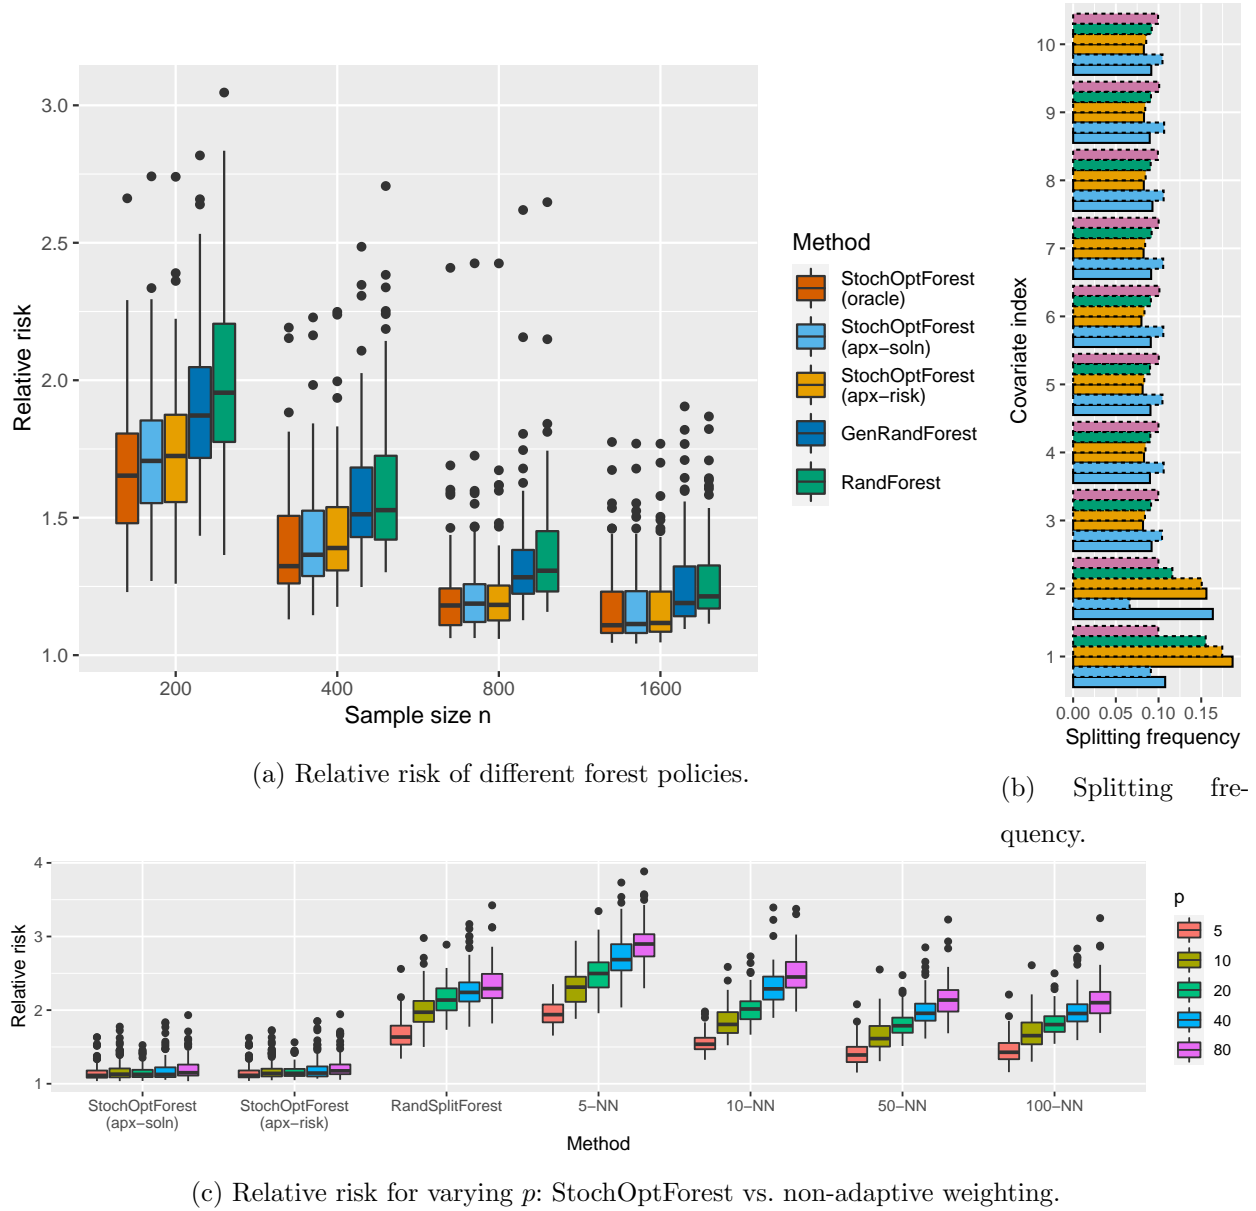 3.0
2.5
2.0
1.5
1.0
Relative risk
200
400
800
1600
Sample size n
Method
StochOptForest
(oracle)
StochOptForest
(apx−soln)
StochOptForest
(apx−risk)
GenRandForest
RandForest
(a) Relative risk of different forest policies.
Covariate index
10
9
8
7
6
5
4
3
2
1
0.00 0.05 0.10 0.15
Splitting frequency
(b) Splitting fre-
quency.
4
3
2
1
Relative risk
StochOptForest
(apx−soln)
StochOptForest
(apx−risk)
RandSplitForest
5−NN
10−NN
50−NN
100−NN
Method
p
5
10
20
40
80
(c) Relative risk for varying p: StochOptForest vs. non-adaptive weighting.